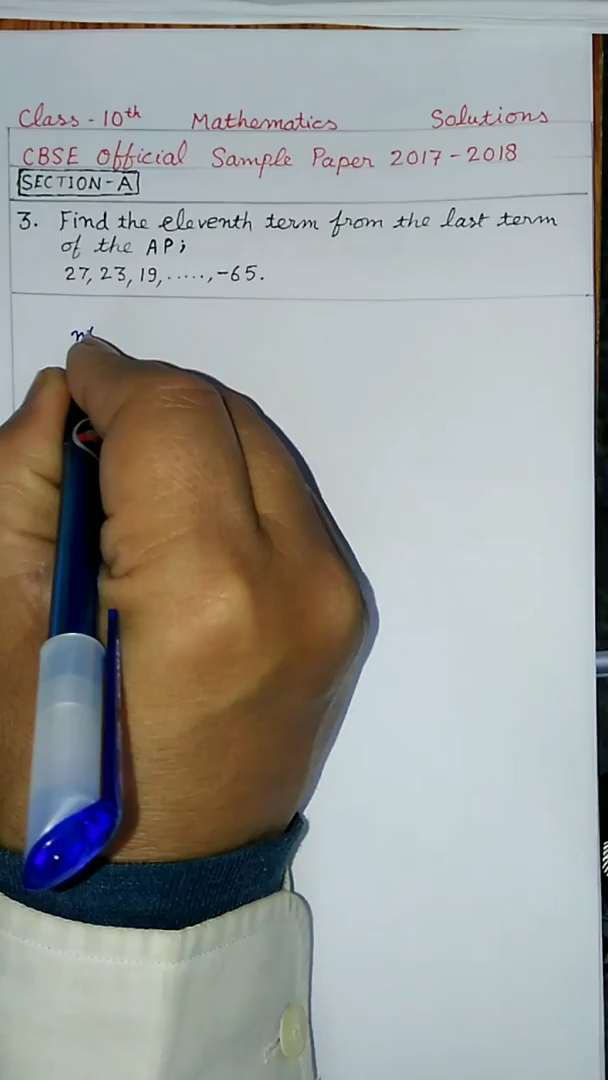 Class - 10th Mathematics Solutions
CBSE Official Sample Paper 2017-2018
SECTION-A
3. Find the eleventh term from the last term
of the AP;
27, 23, 19, ....., -65.